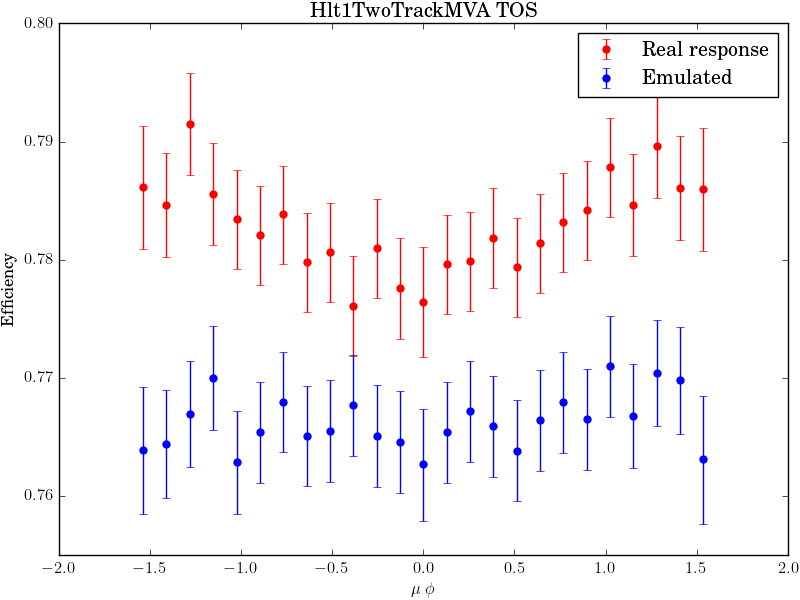 Hlt1TwoTrackMVA TOS
Real response
Emulated
Efficiency
0.80
0.79
0.78
0.77
0.76
−2.0 −1.5 −1.0 −0.5 0.0 0.5 1.0 1.5 2.0
μ ϕ